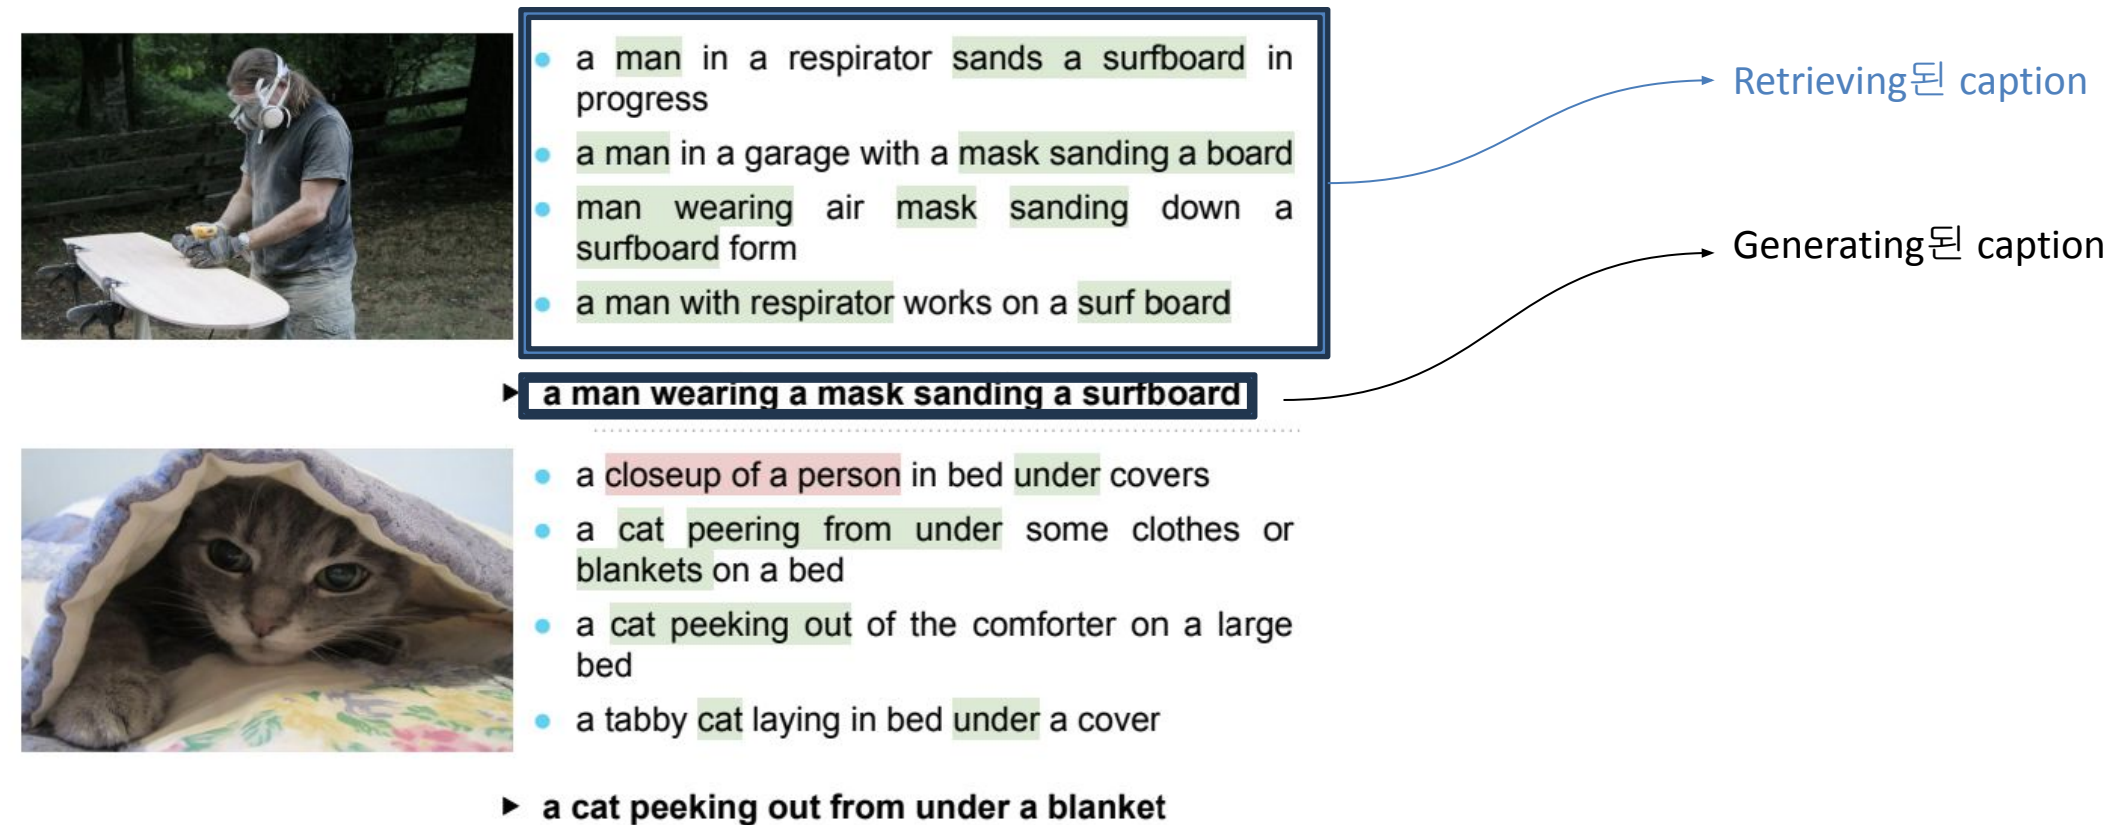 a man in a respirator sands a surfboard in
progress
a man in a garage with a mask sanding a board
man wearing air mask sanding down a
surfboard form
a man with respirator works on a surf board
a man wearing a mask sanding a surfboard
Retrieving된 caption
Generating된 caption
a closeup of a person in bed under covers
a cat peering from under some clothes or
blankets on a bed
a cat peeking out of the comforter on a large
bed
a tabby cat laying in bed under a cover
a cat peeking out from under a blanket